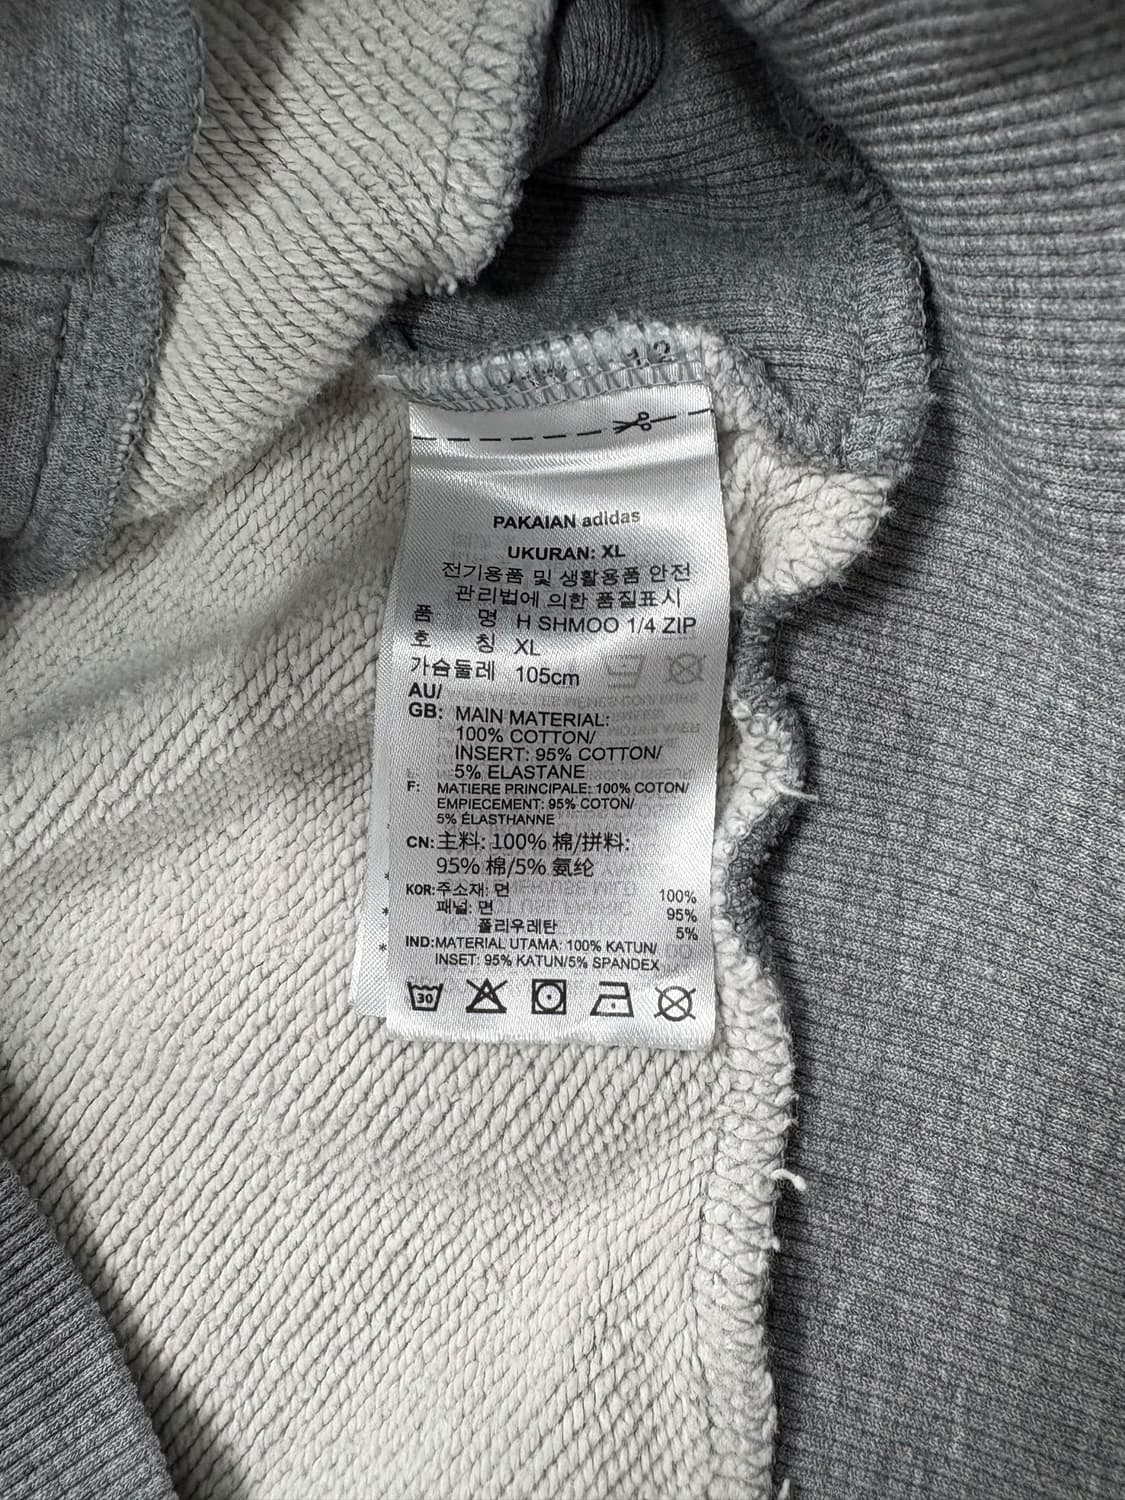 12
PAKAIAN adidas
UKURAN: XL
전기용품 및 생활용품 안전
관리법에 의한 품질표시
품 명 H SHMOO 1/4 ZIP
호 칭 XL
가슴둘레 105cm
AU/
GB: MAIN MATERIAL:
100% COTTON/
INSERT: 95% COTTON/
5% ELASTANE
F: MATIERE PRINCIPALE: 100% COTON/
EMPIECEMENT: 95% COTON/
5% ÉLASTHANNE
CN: 主料: 100% 棉/拼料:
95% 棉/5% 氨纶
KOR: 주소재: 면 100%
패널: 면 95%
폴리우레탄 5%
IND: MATERIAL UTAMA: 100% KATUN/
INSET: 95% KATUN/5% SPANDEX
30